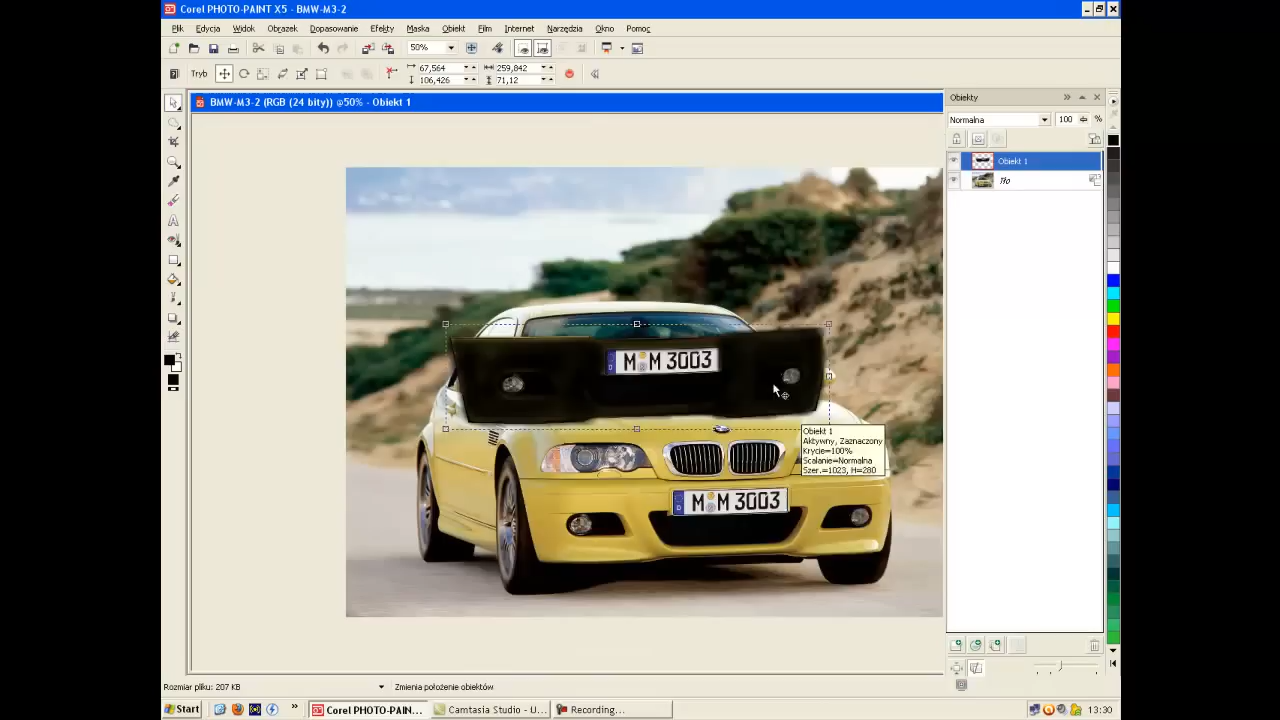 Corel PHOTO-PAINT X5 - BMW-M3-2
Plik Edycja Widok Obrazek Dopasowanie Efekty Maska Obiekt Film Internet Narzędzia Okno Pomoc
50%
Tryb
67,564
106,426
259,842
71,12
BMW-M3-2 (RGB (24 bity)) @50% - Obiekt 1
Obiekty
Normalna
100 %
Obiekt 1
Tło
M M 3003
Obiekt 1
Aktywny, Zaznaczony
Krycie=100%
Scalanie=Normalna
Szer.=1023, H=280
M M 3003
Rozmiar pliku: 207 KB
Zmienia położenie obiektów
Start
Corel PHOTO-PAIN...
Camtasia Studio - U...
Recording...
13:30